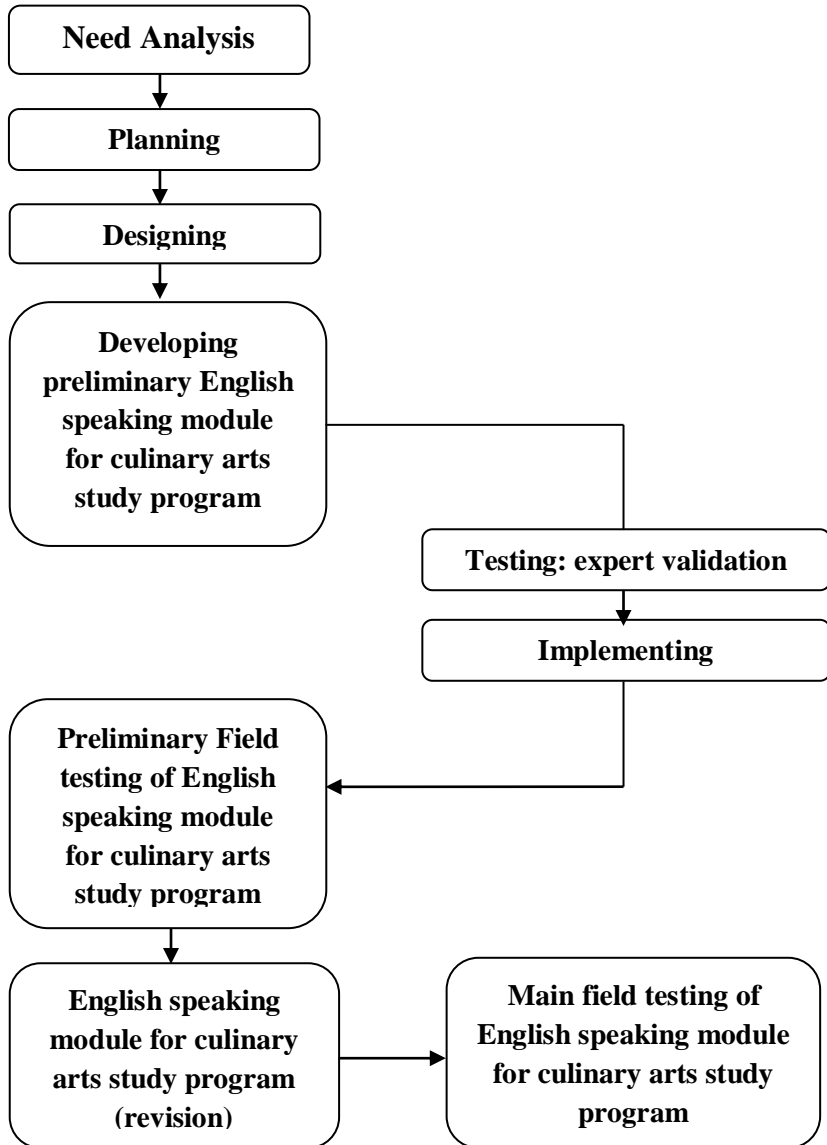 Need Analysis
Planning
Designing
Developing
preliminary English
speaking module
for culinary arts
study program
Testing: expert validation
Implementing
Preliminary Field
testing of English
speaking module
for culinary arts
study program
English speaking
module for culinary
arts study program
(revision)
Main field testing of
English speaking module
for culinary arts study
program